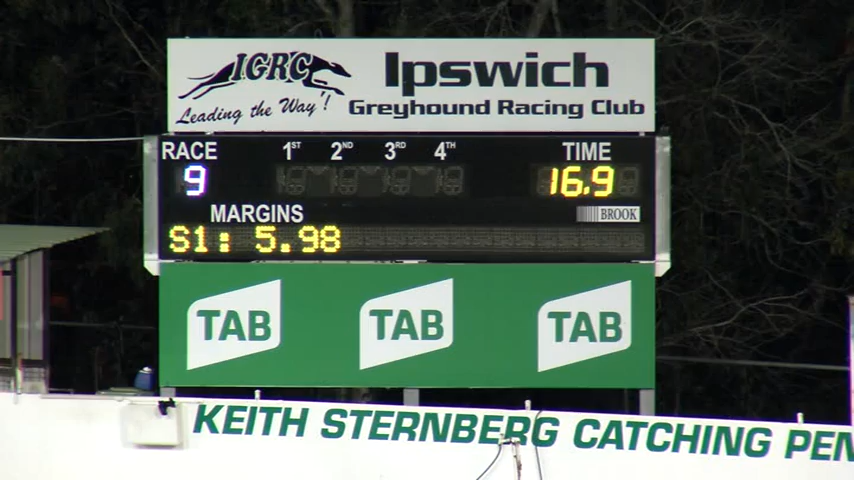 IGRC
Leading the Way!
Ipswich
Greyhound Racing Club
RACE 1ST 2ND 3RD 4TH TIME
9 16.9
MARGINS BROOK
S1: 5.98
TAB TAB TAB
KEITH STERNBERG CATCHING PEN